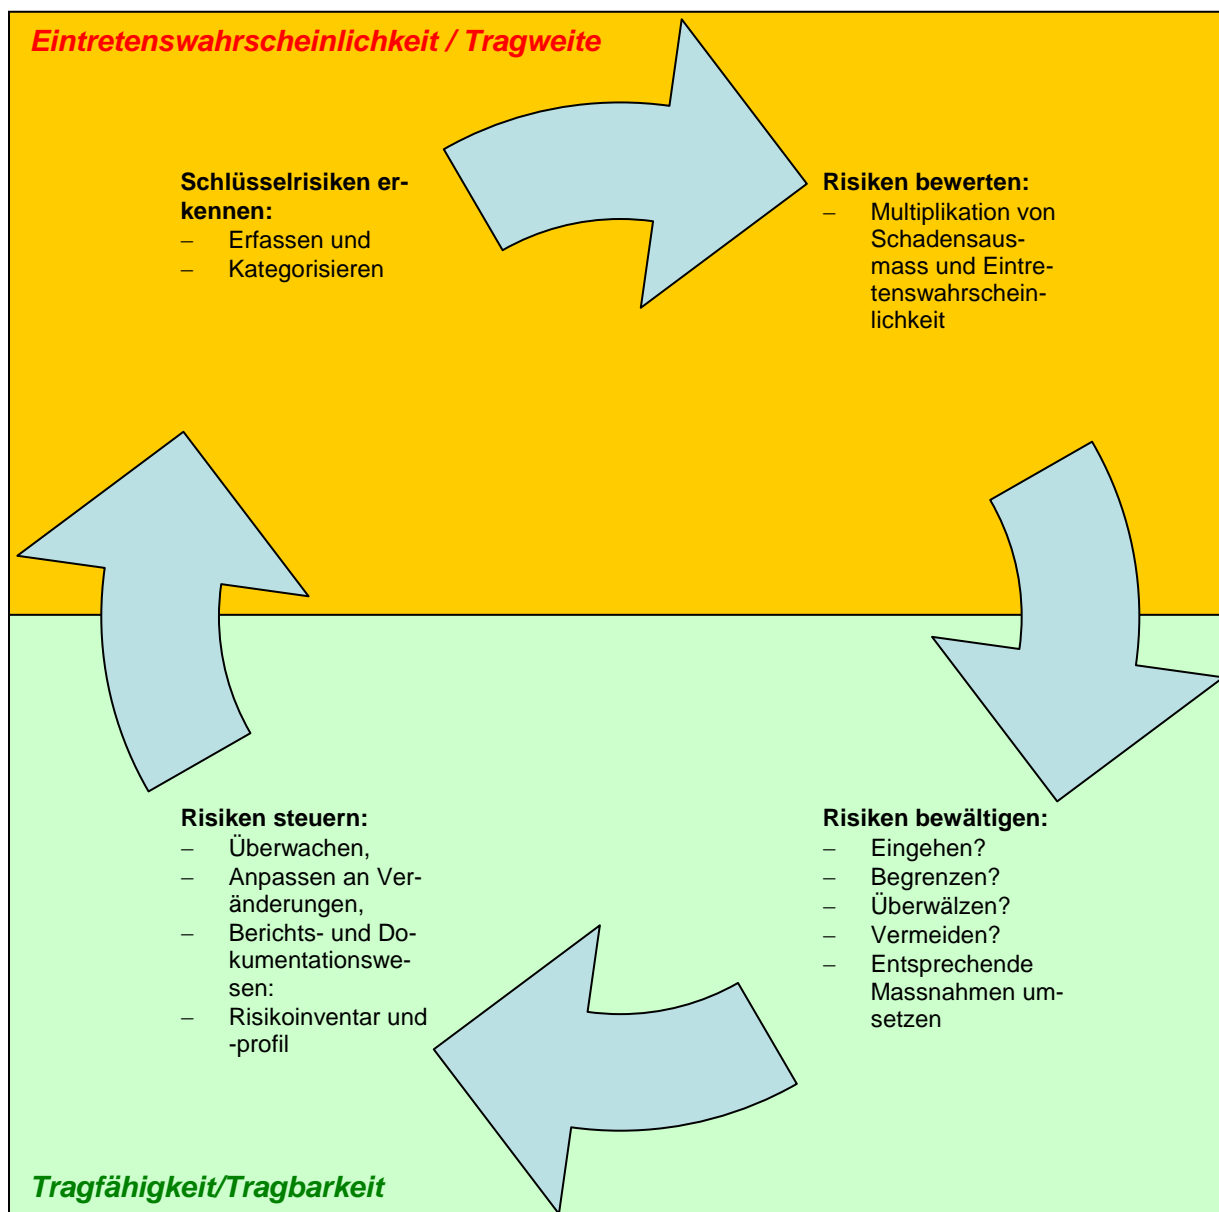 Eintretenswahrscheinlichkeit / Tragweite
Schlüsselrisiken er-
kennen:
– Erfassen und
– Kategorisieren
Risiken bewerten:
– Multiplikation von
Schadensaus-
mass und Eintre-
tenswahrschein-
lichkeit
Risiken steuern:
– Überwachen,
– Anpassen an Ver-
änderungen,
– Berichts- und Do-
kumentationswe-
sen:
– Risikoinventar und
-profil
Risiken bewältigen:
– Eingehen?
– Begrenzen?
– Überwälzen?
– Vermeiden?
– Entsprechende
Massnahmen um-
setzen
Tragfähigkeit/Tragbarkeit